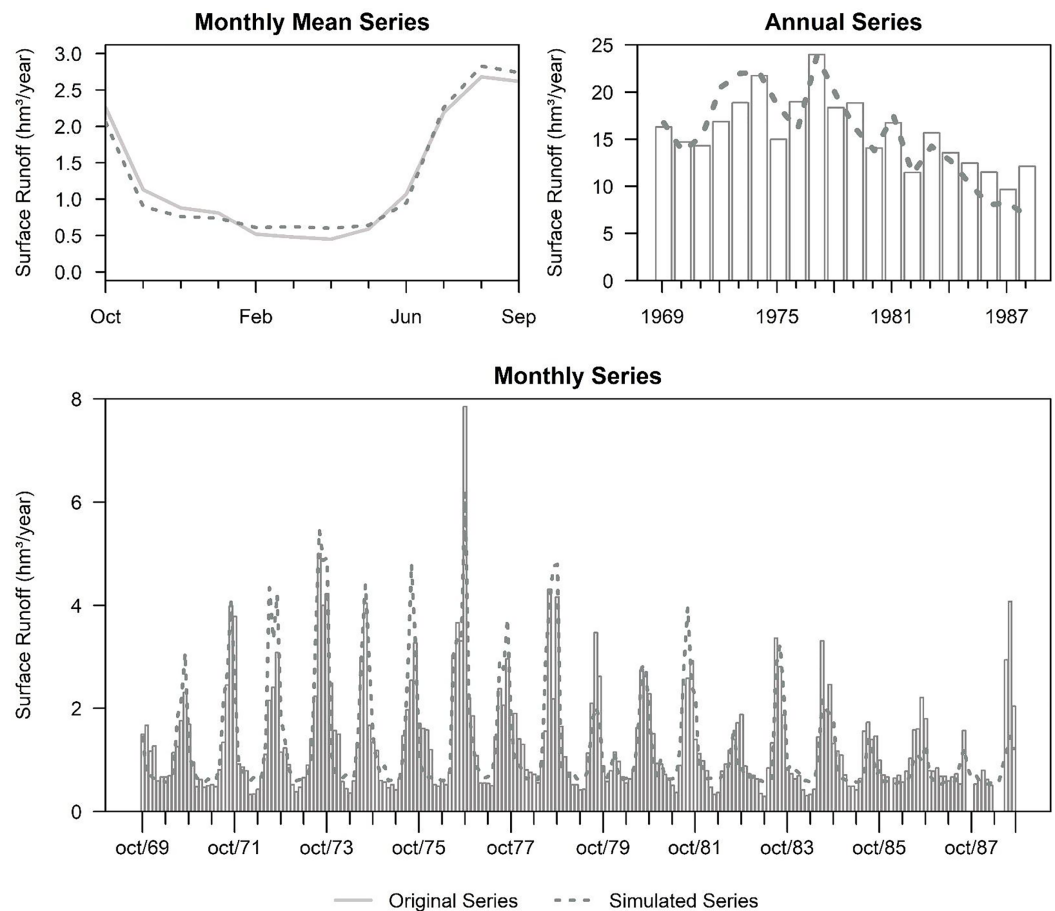 Monthly Mean Series
Surface Runoff (hm³/year)
3.0
2.5
2.0
1.5
1.0
0.5
0.0
Oct Feb Jun Sep
Annual Series
Surface Runoff (hm³/year)
25
20
15
10
5
0
1969 1975 1981 1987
Monthly Series
Surface Runoff (hm³/year)
8
6
4
2
0
oct/69 oct/71 oct/73 oct/75 oct/77 oct/79 oct/81 oct/83 oct/85 oct/87
Original Series Simulated Series